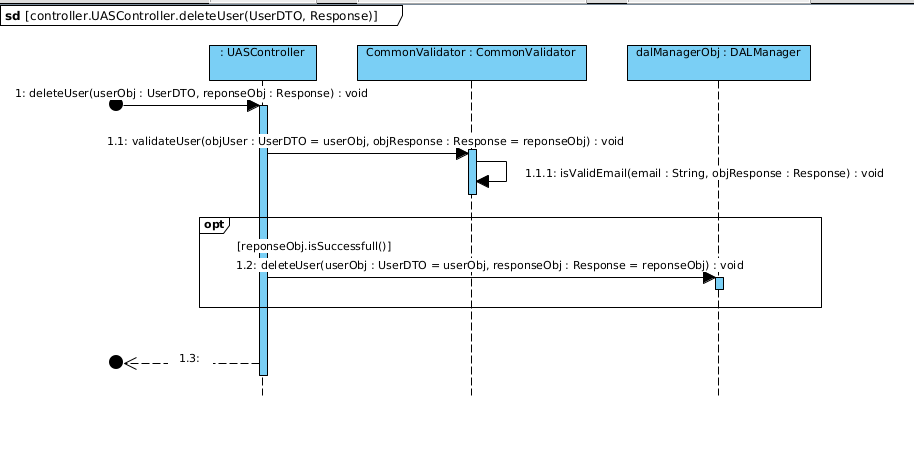 sd [controller.UASController.deleteUser(UserDTO, Response)]
: UASController
CommonValidator : CommonValidator
dalManagerObj : DALManager
1: deleteUser(userObj : UserDTO, reponseObj : Response) : void
1.1: validateUser(objUser : UserDTO = userObj, objResponse : Response = reponseObj) : void
1.1.1: isValidEmail(email : String, objResponse : Response) : void
opt
[reponseObj.isSuccessfull()]
1.2: deleteUser(userObj : UserDTO = userObj, responseObj : Response = reponseObj) : void
1.3: